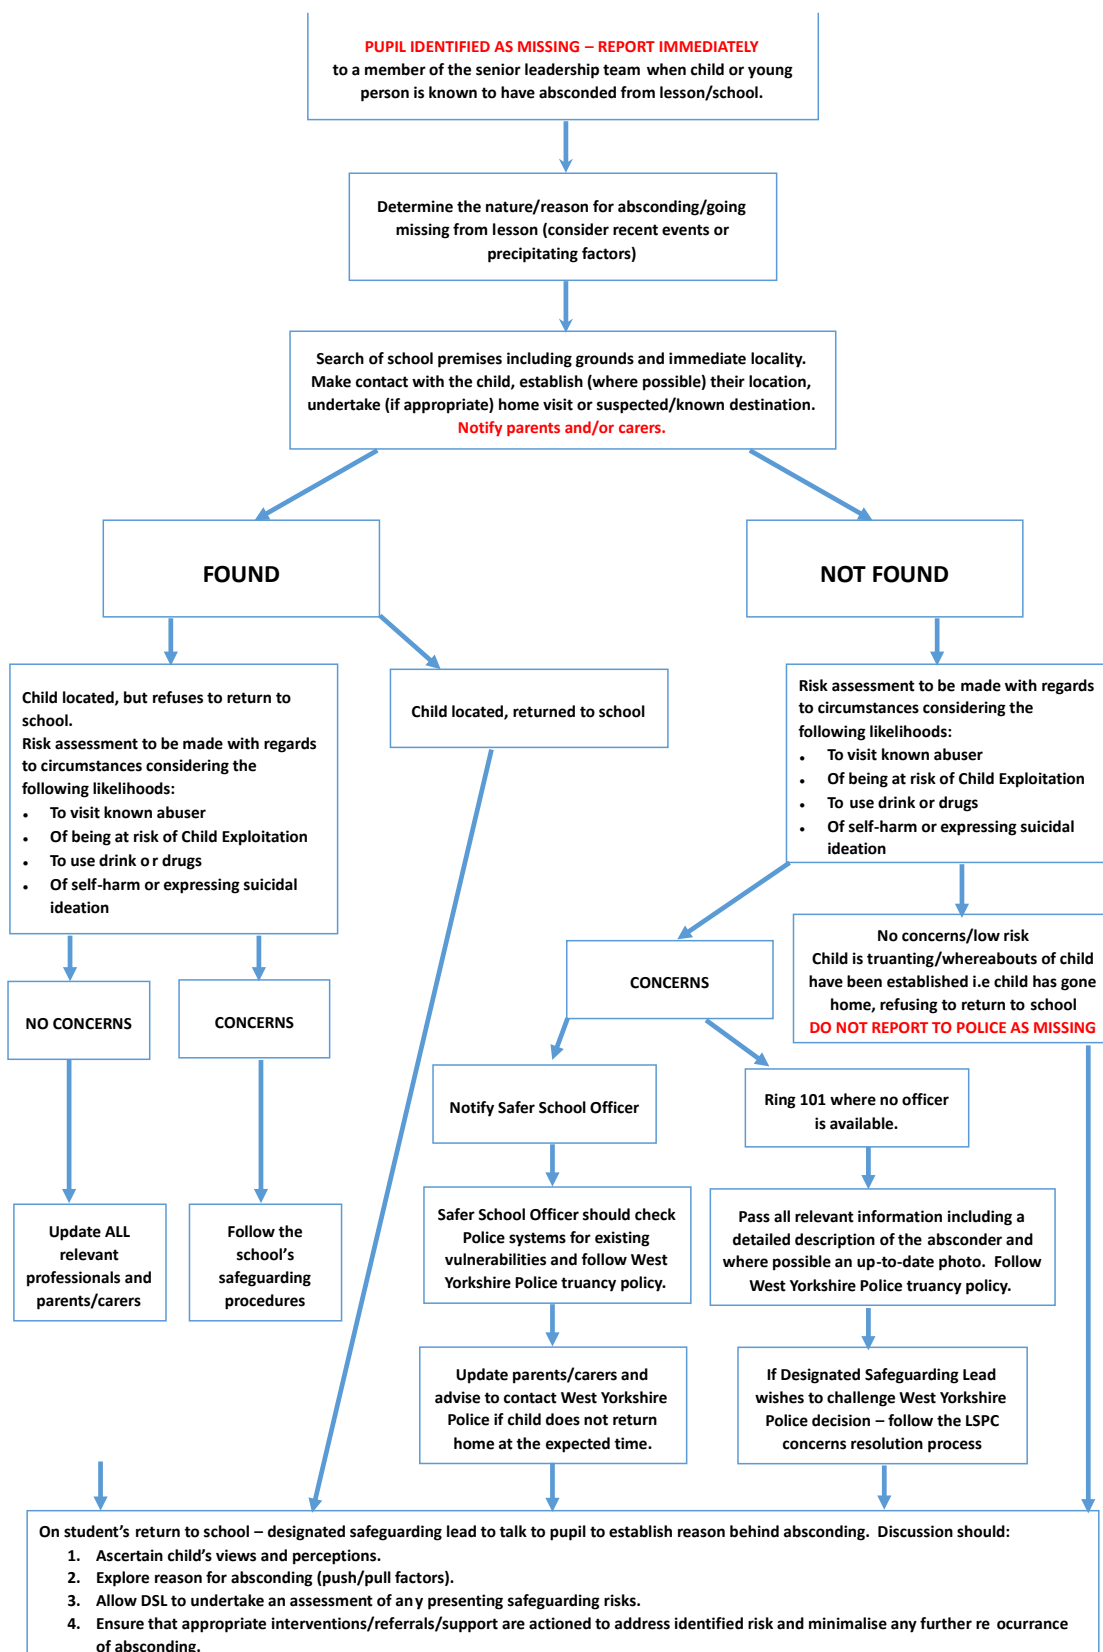 PUPIL IDENTIFIED AS MISSING – REPORT IMMEDIATELY
to a member of the senior leadership team when child or young
person is known to have absconded from lesson/school.
Determine the nature/reason for absconding/going
missing from lesson (consider recent events or
precipitating factors)
Search of school premises including grounds and immediate locality.
Make contact with the child, establish (where possible) their location,
undertake (if appropriate) home visit or suspected/known destination.
Notify parents and/or carers.
FOUND
NOT FOUND
Child located, but refuses to return to
school.
Risk assessment to be made with regards
to circumstances considering the
following likelihoods:
• To visit known abuser
• Of being at risk of Child Exploitation
• To use drink or drugs
• Of self-harm or expressing suicidal
ideation
Child located, returned to school
Risk assessment to be made with regards
to circumstances considering the
following likelihoods:
• To visit known abuser
• Of being at risk of Child Exploitation
• To use drink or drugs
• Of self-harm or expressing suicidal
ideation
NO CONCERNS
CONCERNS
CONCERNS
No concerns/low risk
Child is truanting/whereabouts of child
have been established i.e child has gone
home, refusing to return to school
DO NOT REPORT TO POLICE AS MISSING
Notify Safer School Officer
Ring 101 where no officer
is available.
Update ALL
relevant
professionals and
parents/carers
Follow the
school's
safeguarding
procedures
Safer School Officer should check
Police systems for existing
vulnerabilities and follow West
Yorkshire Police truancy policy.
Pass all relevant information including a
detailed description of the absconder and
where possible an up-to-date photo. Follow
West Yorkshire Police truancy policy.
Update parents/carers and
advise to contact West Yorkshire
Police if child does not return
home at the expected time.
If Designated Safeguarding Lead
wishes to challenge West Yorkshire
Police decision – follow the LSPC
concerns resolution process
On student's return to school – designated safeguarding lead to talk to pupil to establish reason behind absconding. Discussion should:
1. Ascertain child's views and perceptions.
2. Explore reason for absconding (push/pull factors).
3. Allow DSL to undertake an assessment of any presenting safeguarding risks.
4. Ensure that appropriate interventions/referrals/support are actioned to address identified risk and minimalise any further re ocurrance
of absconding.